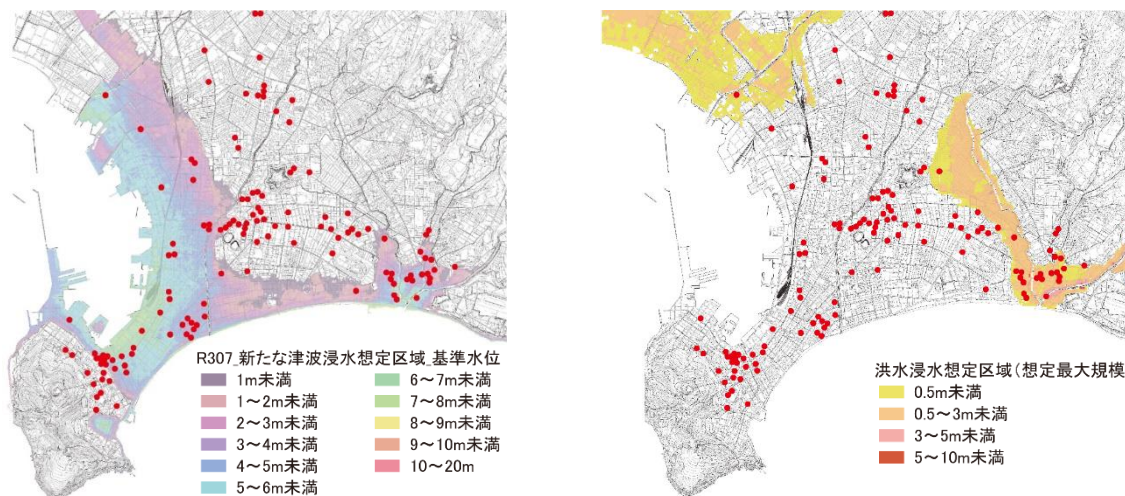 R307_新たな津波浸水想定区域_基準水位
1m未満
1～2m未満
2～3m未満
3～4m未満
4～5m未満
5～6m未満
6～7m未満
7～8m未満
8～9m未満
9～10m未満
10～20m
洪水浸水想定区域（想定最大規模
0.5m未満
0.5～3m未満
3～5m未満
5～10m未満